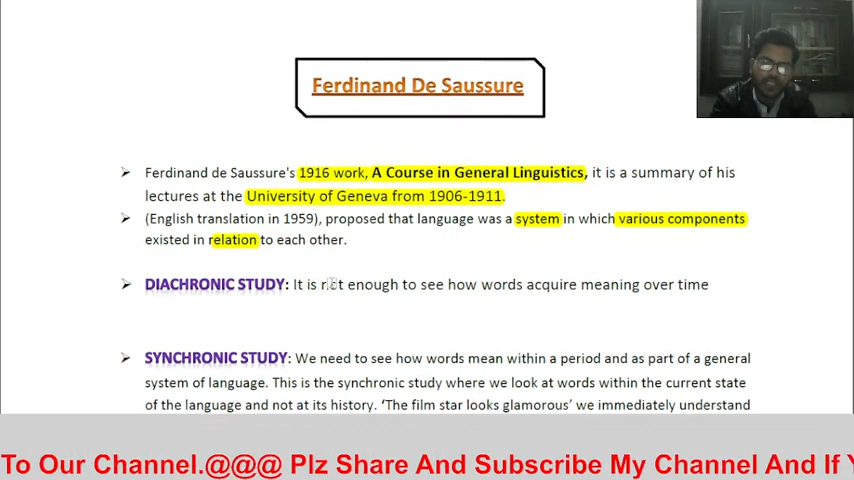 Ferdinand De Saussure
➢ Ferdinand de Saussure's 1916 work, A Course in General Linguistics, it is a summary of his
lectures at the University of Geneva from 1906-1911.
➢ (English translation in 1959), proposed that language was a system in which various components
existed in relation to each other.
➢ DIACHRONIC STUDY: It is not enough to see how words acquire meaning over time
➢ SYNCHRONIC STUDY: We need to see how words mean within a period and as part of a general
system of language. This is the synchronic study where we look at words within the current state
of the language and not at its history. ‘The film star looks glamorous’ we immediately understand
To Our Channel.@@@ Plz Share And Subscribe My Channel And If Y